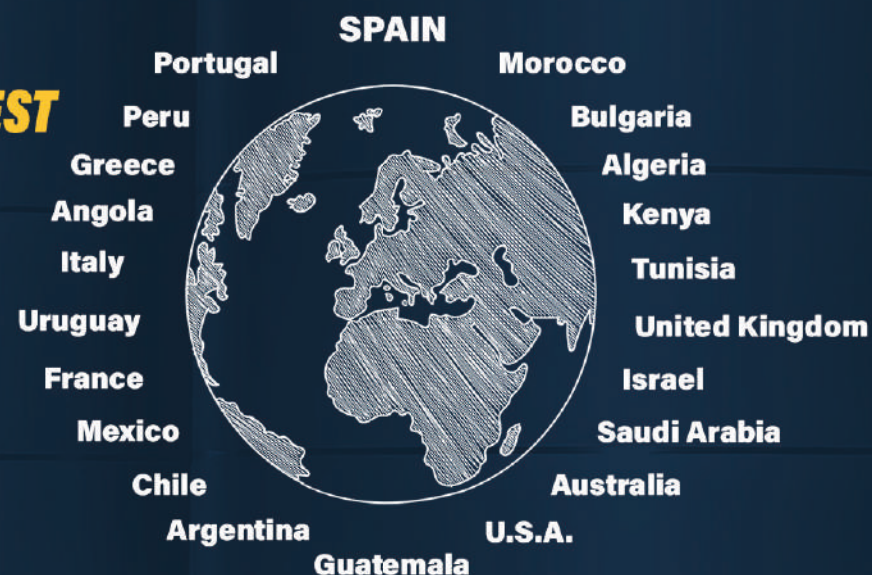 SPAIN
Portugal
Morocco
EST
Peru
Bulgaria
Greece
Algeria
Angola
Kenya
Italy
Tunisia
Uruguay
United Kingdom
France
Israel
Mexico
Saudi Arabia
Chile
Australia
Argentina
U.S.A.
Guatemala